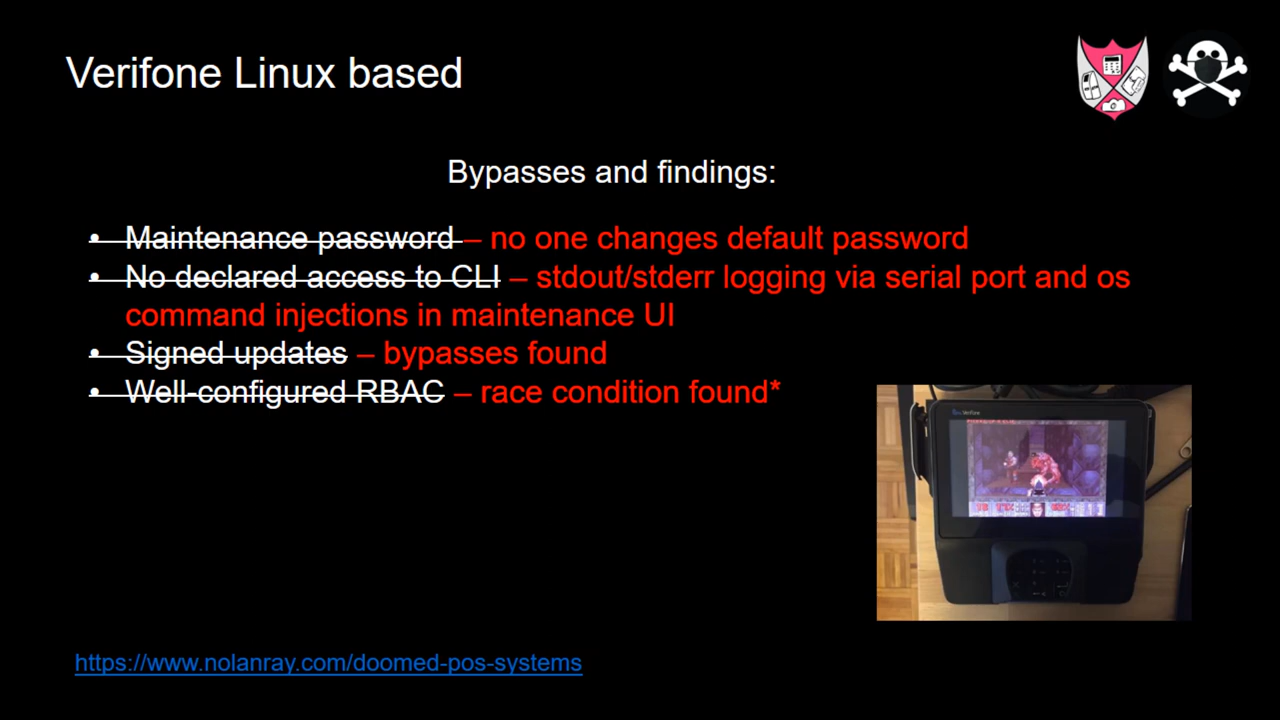 Verifone Linux based
Bypasses and findings:
• Maintenance password – no one changes default password
• No declared access to CLI – stdout/stderr logging via serial port and os
command injections in maintenance UI
• Signed updates – bypasses found
• Well-configured RBAC – race condition found*
Verifone
https://www.nolanray.com/doomed-pos-systems